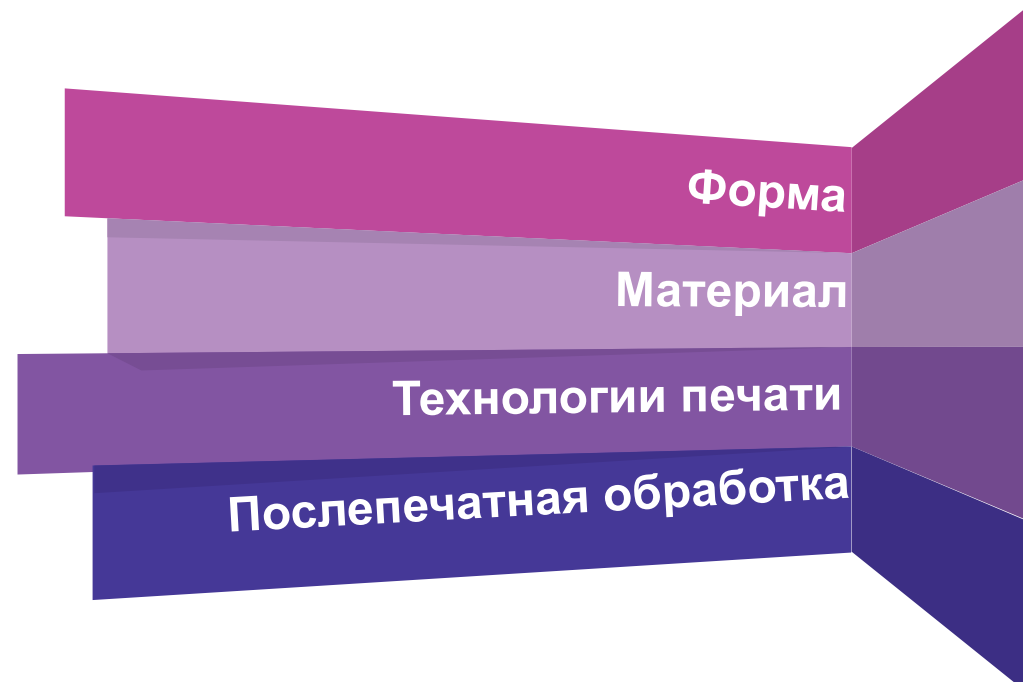 Форма
Материал
Технологии печати
Послепечатная обработка